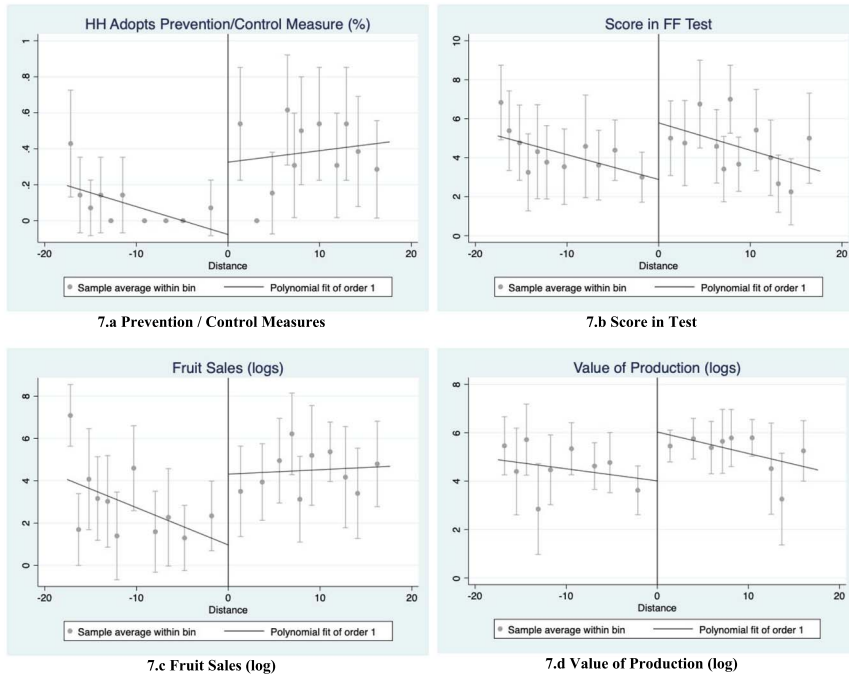 HH Adopts Prevention/Control Measure (%)
1
.8
.6
.4
.2
0
-20 -10 0 10 20
Distance
Sample average within bin Polynomial fit of order 1
7.a Prevention / Control Measures
Score in FF Test
10
8
6
4
2
0
-20 -10 0 10 20
Distance
Sample average within bin Polynomial fit of order 1
7.b Score in Test
Fruit Sales (logs)
8
6
4
2
0
-20 -10 0 10 20
Distance
Sample average within bin Polynomial fit of order 1
7.c Fruit Sales (log)
Value of Production (logs)
8
6
4
2
0
-20 -10 0 10 20
Distance
Sample average within bin Polynomial fit of order 1
7.d Value of Production (log)